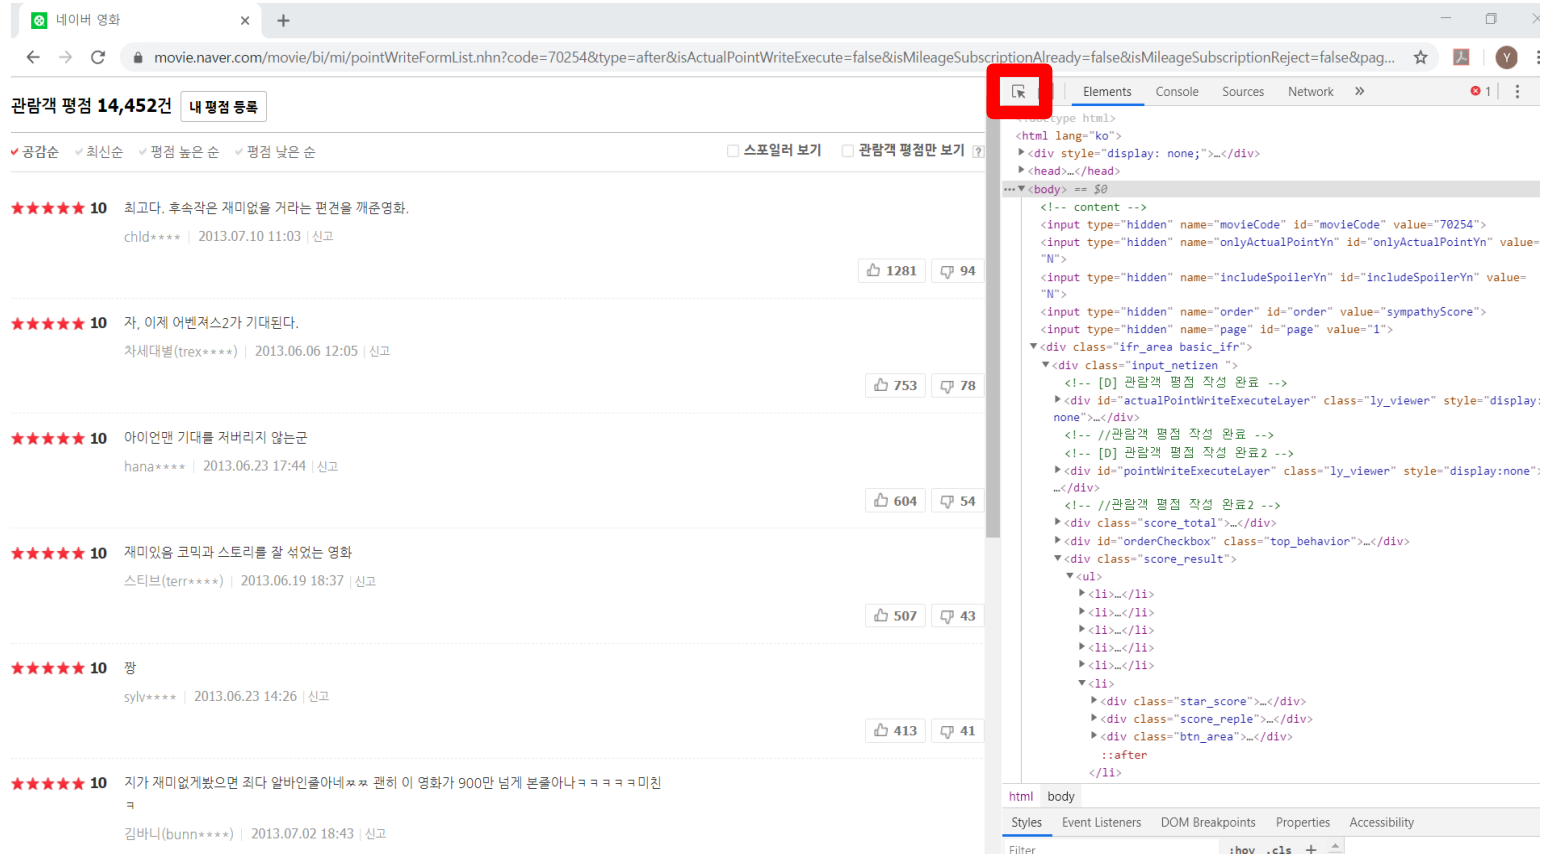 네이버 영화
movie.naver.com/movie/bi/mi/pointWriteFormList.nhn?code=70254&type=after&isActualPointWriteExecute=false&isMileageSubscriptionAlready=false&isMileageSubscriptionReject=false&pag...
Y
관람객 평점 14,452건 내 평점 등록
공감순 최신순 평점 높은 순 평점 낮은 순 스포일러 보기 관람객 평점만 보기 ?
10 최고다. 후속작은 재미없을 거라는 편견을 깨준영화.
chld**** | 2013.07.10 11:03 | 신고
1281 94
10 자, 이제 어벤져스2가 기대된다.
차세대별(trex****) | 2013.06.06 12:05 | 신고
753 78
10 아이언맨 기대를 저버리지 않는군
hana**** | 2013.06.23 17:44 | 신고
604 54
10 재미있음 코믹과 스토리를 잘 섞었는 영화
스티브(terr****) | 2013.06.19 18:37 | 신고
507 43
10 짱
sylv**** | 2013.06.23 14:26 | 신고
413 41
10 지가 재미없게봤으면 죄다 알바인줄아네ㅉㅉ 괜히 이 영화가 900만 넘게 본줄아나ㅋㅋㅋㅋㅋ미친
ㅋ
김바니(bunn****) | 2013.07.02 18:43 | 신고
Elements Console Sources Network » 1
html>
<html lang="ko">
<div style="display: none;">…</div>
<head>…</head>
<body> == $0
<!-- content -->
<input type="hidden" name="movieCode" id="movieCode" value="70254">
<input type="hidden" name="onlyActualPointYn" id="onlyActualPointYn" value=
"N">
<input type="hidden" name="includeSpoilerYn" id="includeSpoilerYn" value=
"N">
<input type="hidden" name="order" id="order" value="sympathyScore">
<input type="hidden" name="page" id="page" value="1">
<div class="ifr_area basic_ifr">
<div class="input_netizen ">
<!-- [D] 관람객 평점 작성 완료 -->
<div id="actualPointWriteExecuteLayer" class="ly_viewer" style="display:
none">…</div>
<!-- //관람객 평점 작성 완료 -->
<!-- [D] 관람객 평점 작성 완료2 -->
<div id="pointWriteExecuteLayer" class="ly_viewer" style="display:none">
…</div>
<!-- //관람객 평점 작성 완료2 -->
<div class="score_total">…</div>
<div id="orderCheckbox" class="top_behavior">…</div>
<div class="score_result">
<ul>
<li>…</li>
<li>…</li>
<li>…</li>
<li>…</li>
<li>…</li>
<li>
<div class="star_score">…</div>
<div class="score_reple">…</div>
<div class="btn_area">…</div>
::after
</li>
html body
Styles Event Listeners DOM Breakpoints Properties Accessibility
Filter :hov .cls +